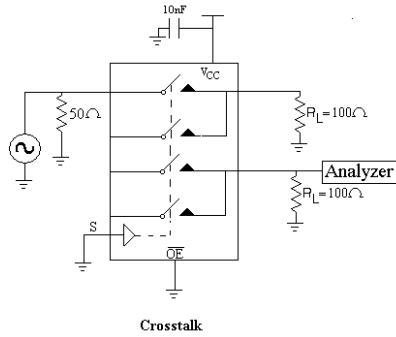 10nF
VCC
50Ω
RL=100Ω
Analyzer
RL=100Ω
S
OE
Crosstalk